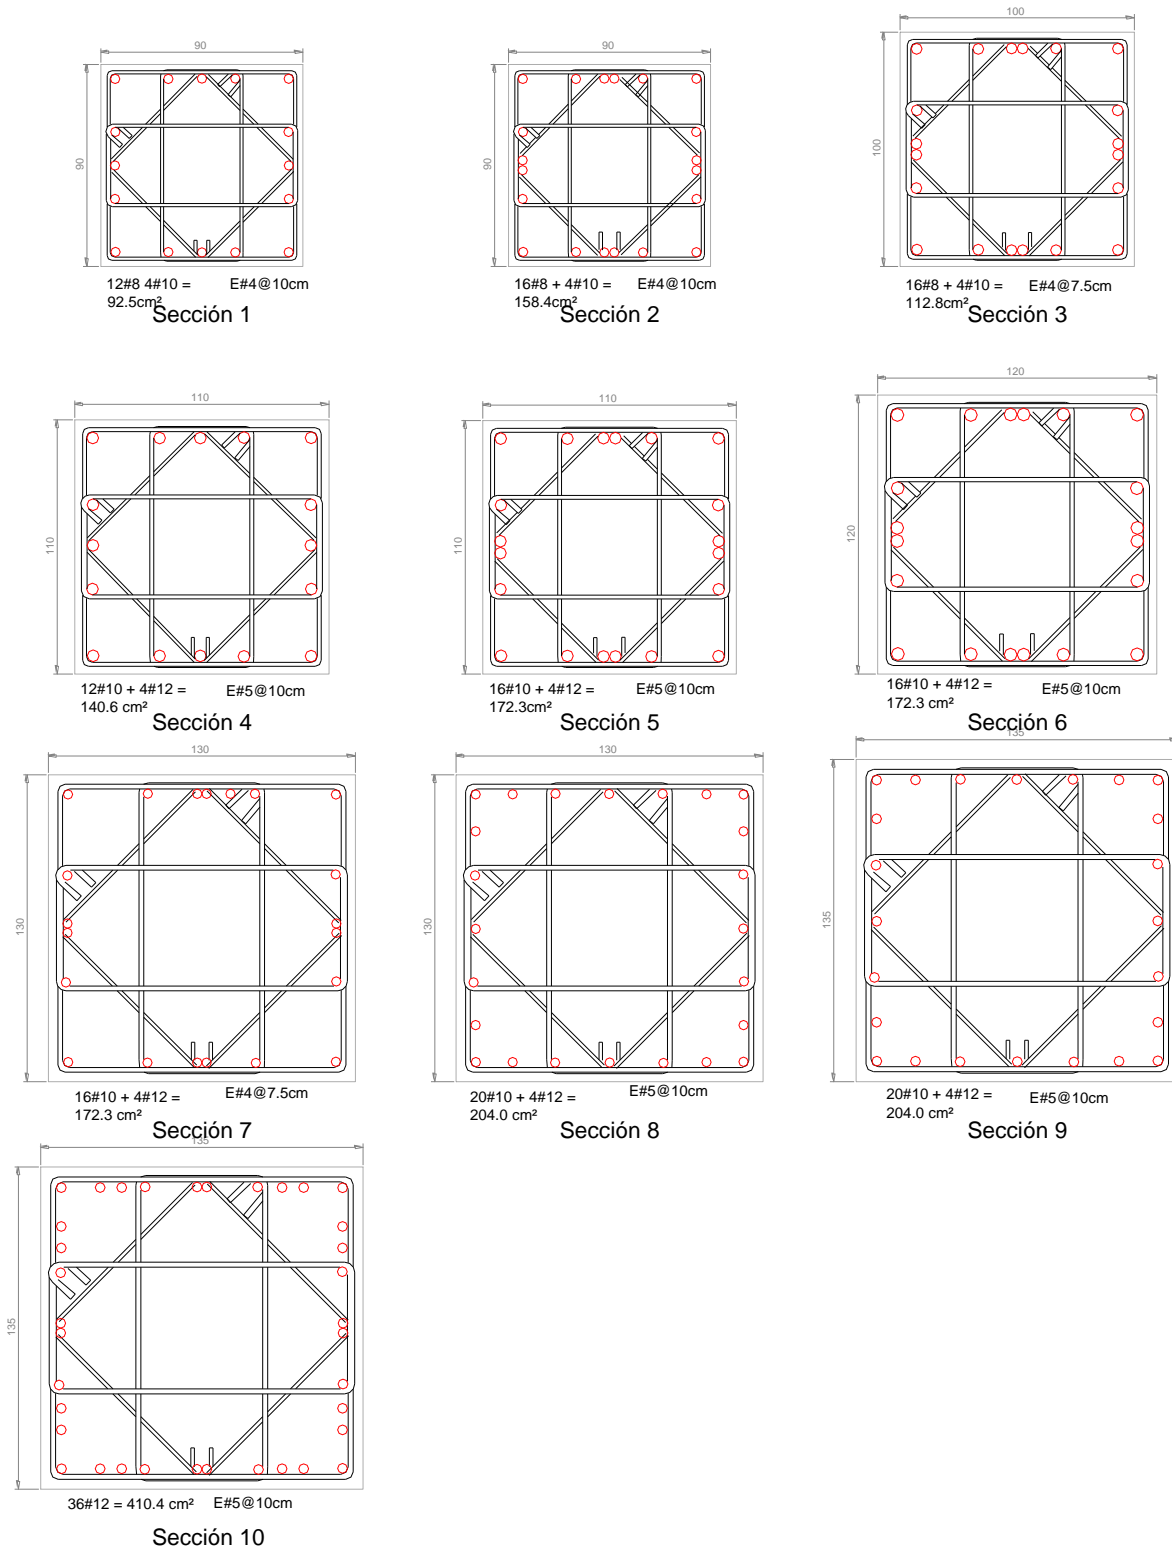 90
90
12#8 4#10 =
92.5cm²
E#4@10cm
Sección 1
90
90
16#8 + 4#10 =
158.4cm²
E#4@10cm
Sección 2
100
100
16#8 + 4#10 =
112.8cm²
E#4@7.5cm
Sección 3
110
110
12#10 + 4#12 =
140.6 cm²
E#5@10cm
Sección 4
110
110
16#10 + 4#12 =
172.3cm²
E#5@10cm
Sección 5
120
120
16#10 + 4#12 =
172.3 cm²
E#5@10cm
Sección 6
130
130
16#10 + 4#12 =
172.3 cm²
E#4@7.5cm
Sección 7
130
130
20#10 + 4#12 =
204.0 cm²
E#5@10cm
Sección 8
135
135
20#10 + 4#12 =
204.0 cm²
E#5@10cm
Sección 9
135
135
36#12 = 410.4 cm²
E#5@10cm
Sección 10